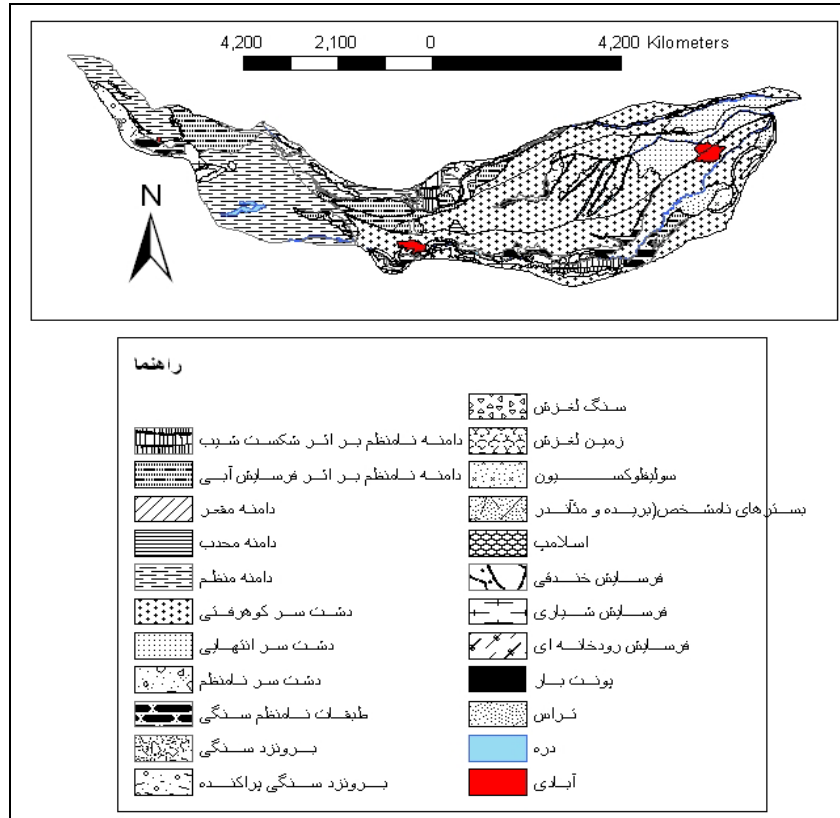 4,200 2,100 0 4,200 Kilometers
N
راهنما
سنگ لغزش
زمین لغزش
سولیفلوکسیون
بسترهای نامشخص(بریده و مئآندر
اسلامپ
فرسایش خندقی
فرسایش شیاری
فرسایش رودخانه ای
پونت بار
تراس
دره
آبادی
دامنه نامنظم بر اثر شکست شیب
دامنه نامنظم بر اثر فرسایش آبی
دامنه مقعر
دامنه محدب
دامنه منظم
دشت سر کوهرفتی
دشت سر انتهایی
دشت سر نامنظم
طبقات نامنظم سنگی
برونزد سنگی
برونزد سنگی پراکنده